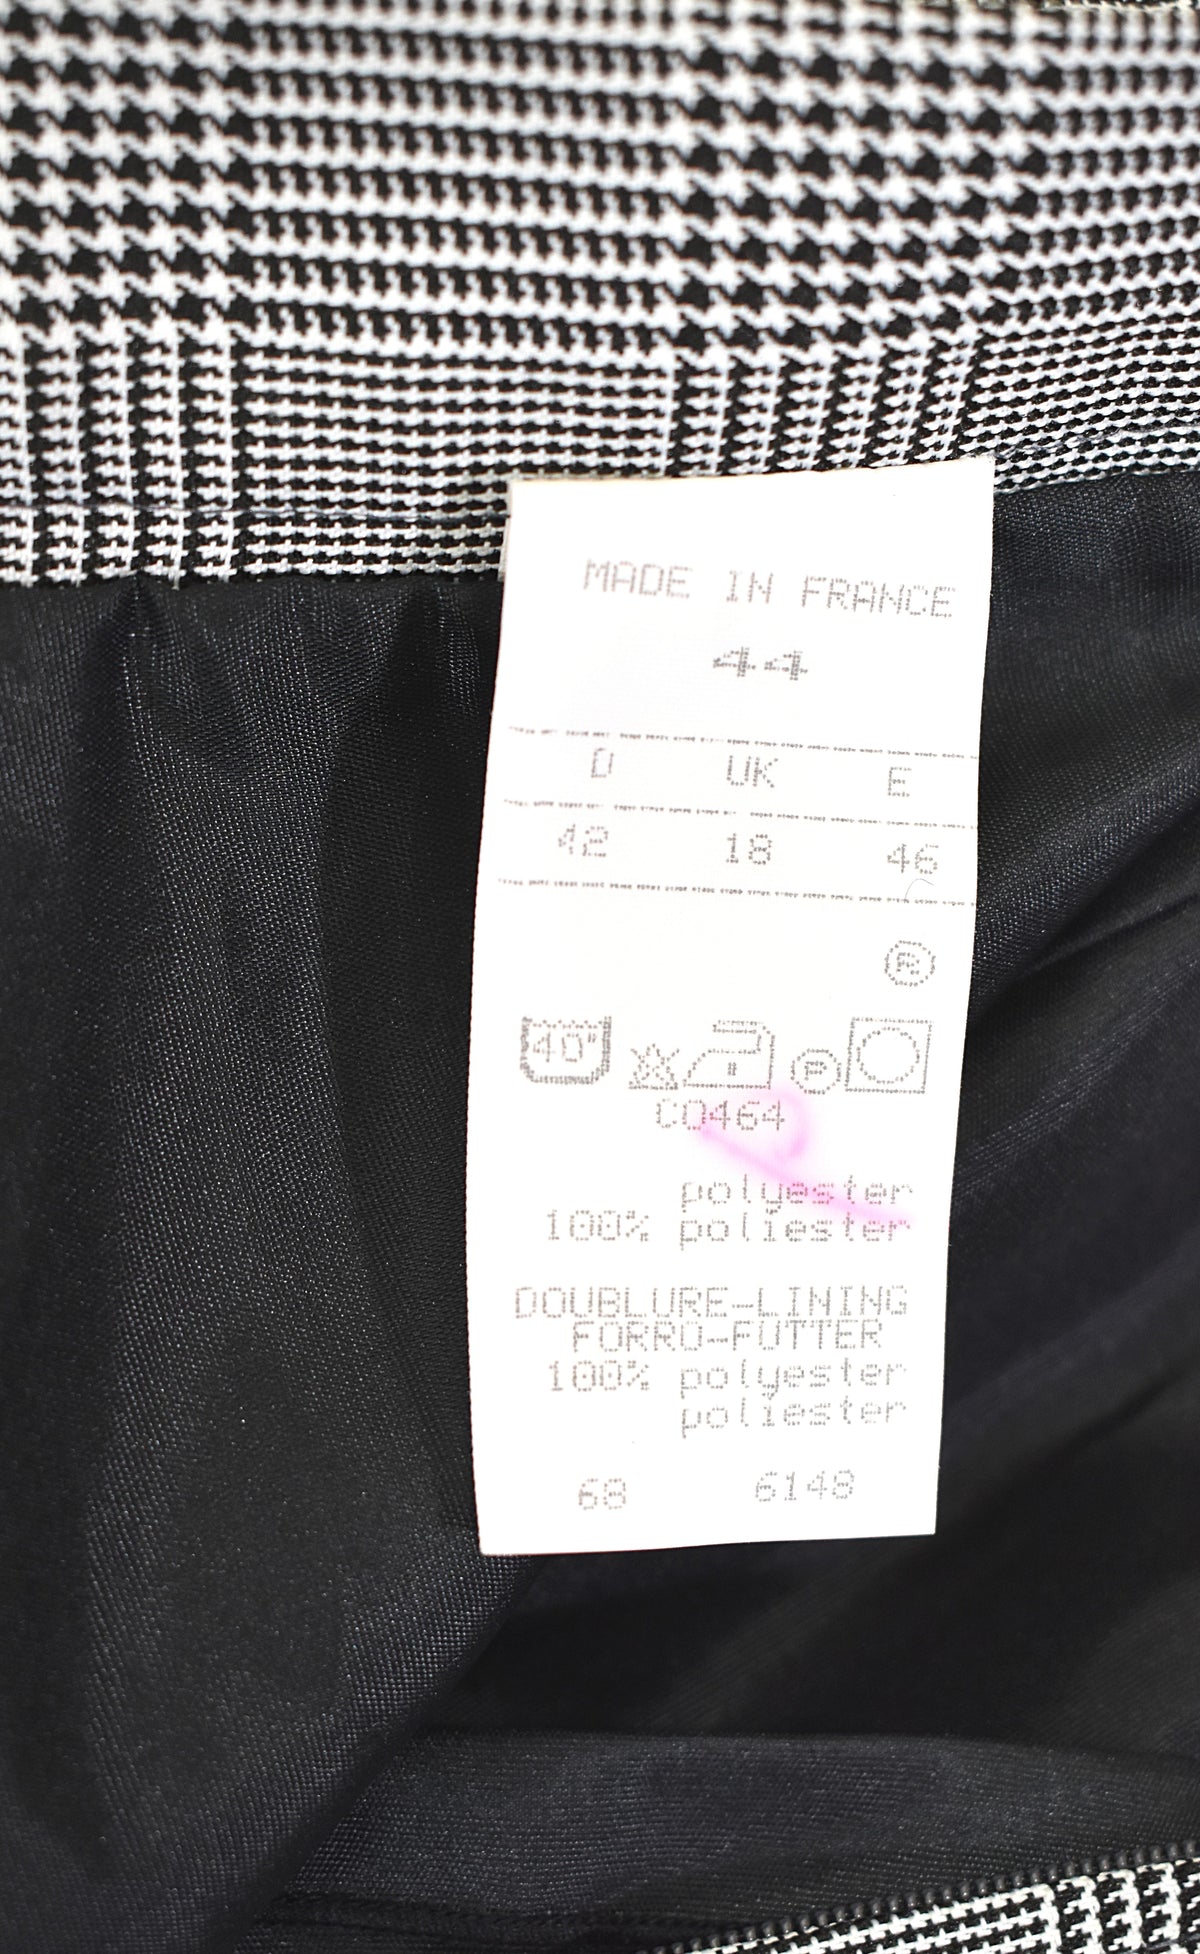 MADE IN FRANCE
44
D UK E
42 18 46
®
40°
C0464
polyester
100% poliester
DOUBLURE-LINING
FORRO-FUTTER
100% polyester
poliester
68 6148